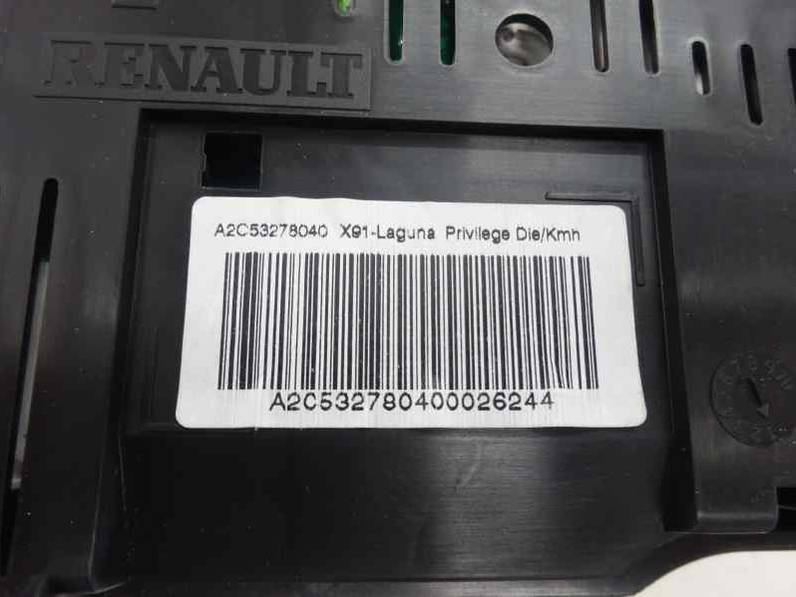 RENAULT
A2C53278040 X91-Laguna Privilege Die/Kmh
A2C532780400026244